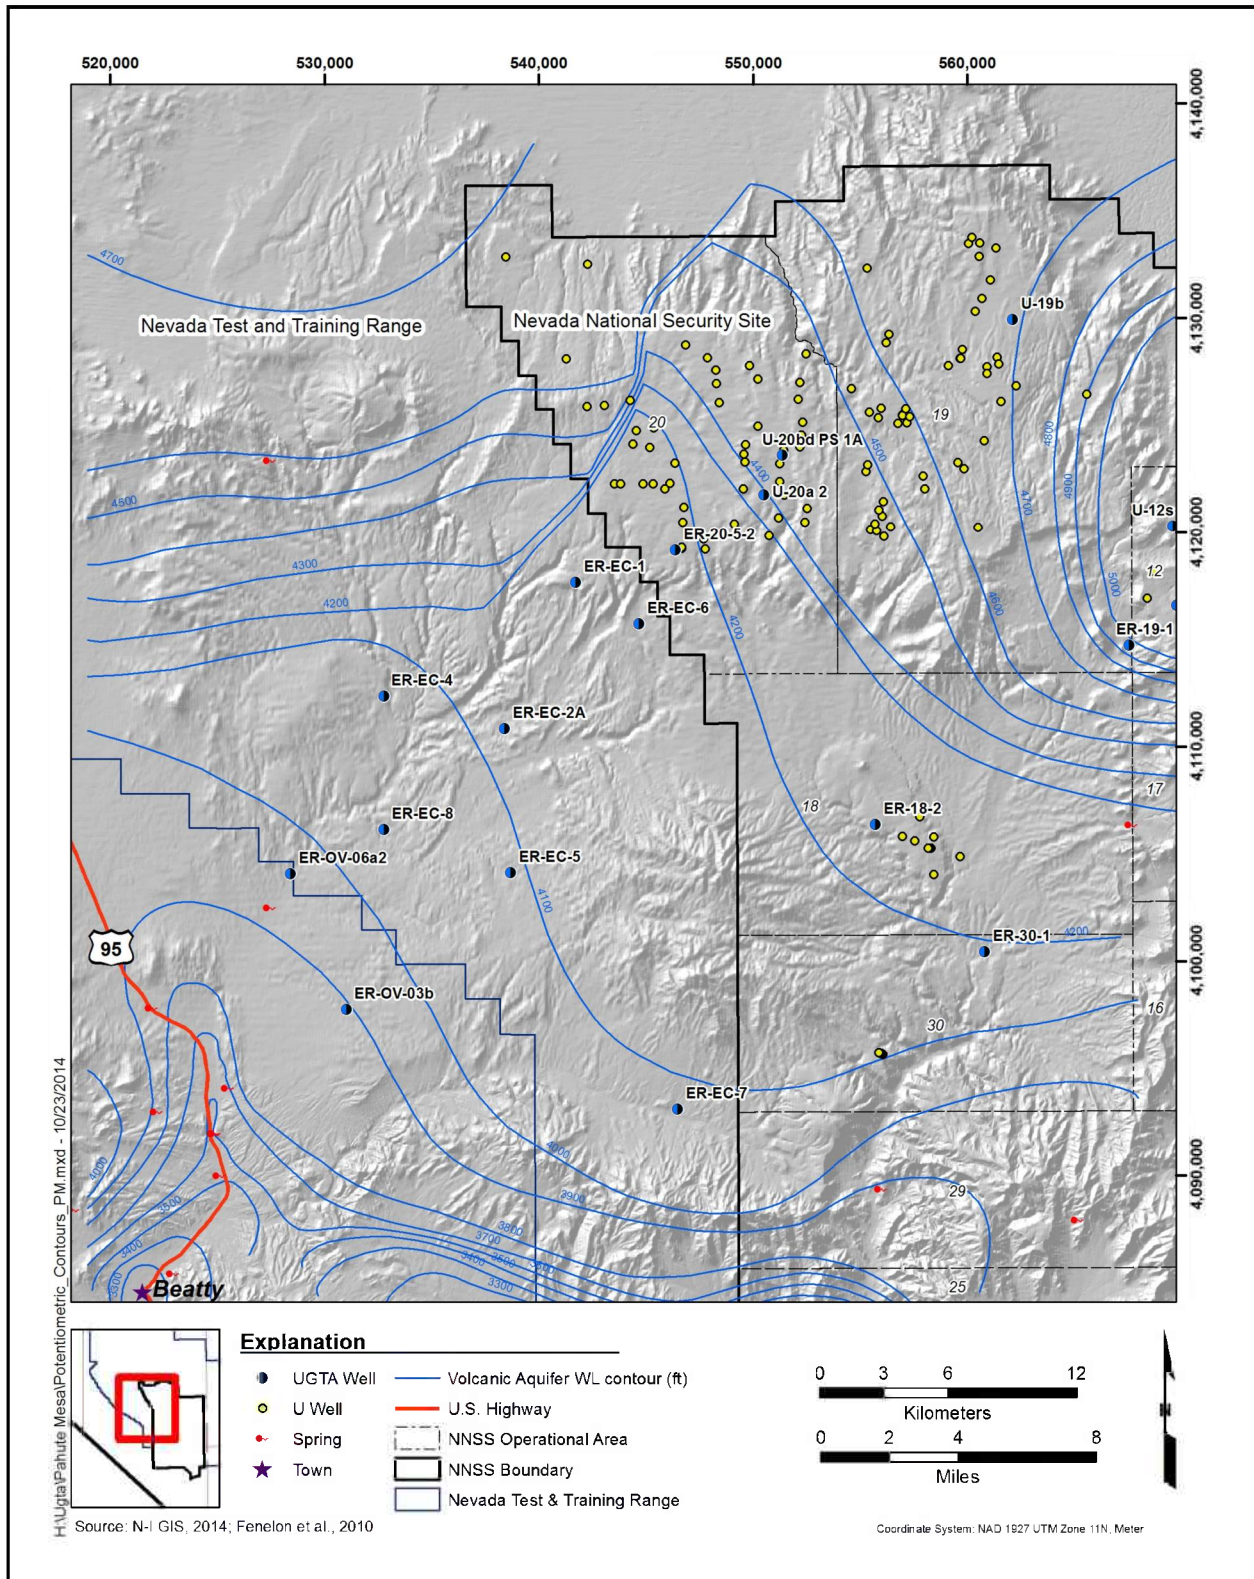 520,000 530,000 540,000 550,000 560,000
4,140,000
4,130,000
4,120,000
4,110,000
4,100,000
4,090,000
4700
Nevada Test and Training Range
Nevada National Security Site
U-19b
20
19
U-20bd PS 1A
4400
4500
4800
4900
4700
4500
U-20a 2
U-12s
ER-20-5-2
4300
ER-EC-1
12
5000
4200
ER-EC-6
4200
4600
ER-19-1
ER-EC-4
ER-EC-2A
17
18
ER-18-2
ER-EC-8
ER-OV-06a2
ER-EC-5
4100
4200
ER-30-1
95
ER-OV-03b
16
30
ER-EC-7
4000
4000
3900
29
3500
3800
3700
3400
3500
3400
3300
3300
25
Beatty
H:\Ugta\Pahute Mesa\Potentiometric_Contours_PM.mxd - 10/23/2014
Explanation
UGTA Well
U Well
Spring
Town
Volcanic Aquifer WL contour (ft)
U.S. Highway
NNSS Operational Area
NNSS Boundary
Nevada Test & Training Range
0 3 6 12
Kilometers
0 2 4 8
Miles
Source: N-I GIS, 2014; Fenelon et al., 2010
Coordinate System: NAD 1927 UTM Zone 11N, Meter